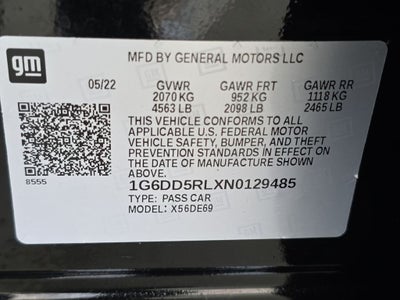 gm
MFD BY GENERAL MOTORS LLC
05/22 GVWR GAWR FRT GAWR RR
2070 KG 952 KG 1118 KG
4563 LB 2098 LB 2465 LB
THIS VEHICLE CONFORMS TO ALL
APPLICABLE U.S. FEDERAL MOTOR
VEHICLE SAFETY, BUMPER, AND THEFT
PREVENTION STANDARDS IN EFFECT ON
THE DATE OF MANUFACTURE SHOWN
ABOVE.
8555
1G6DD5RLXN0129485
TYPE: PASS CAR
MODEL: X56DE69